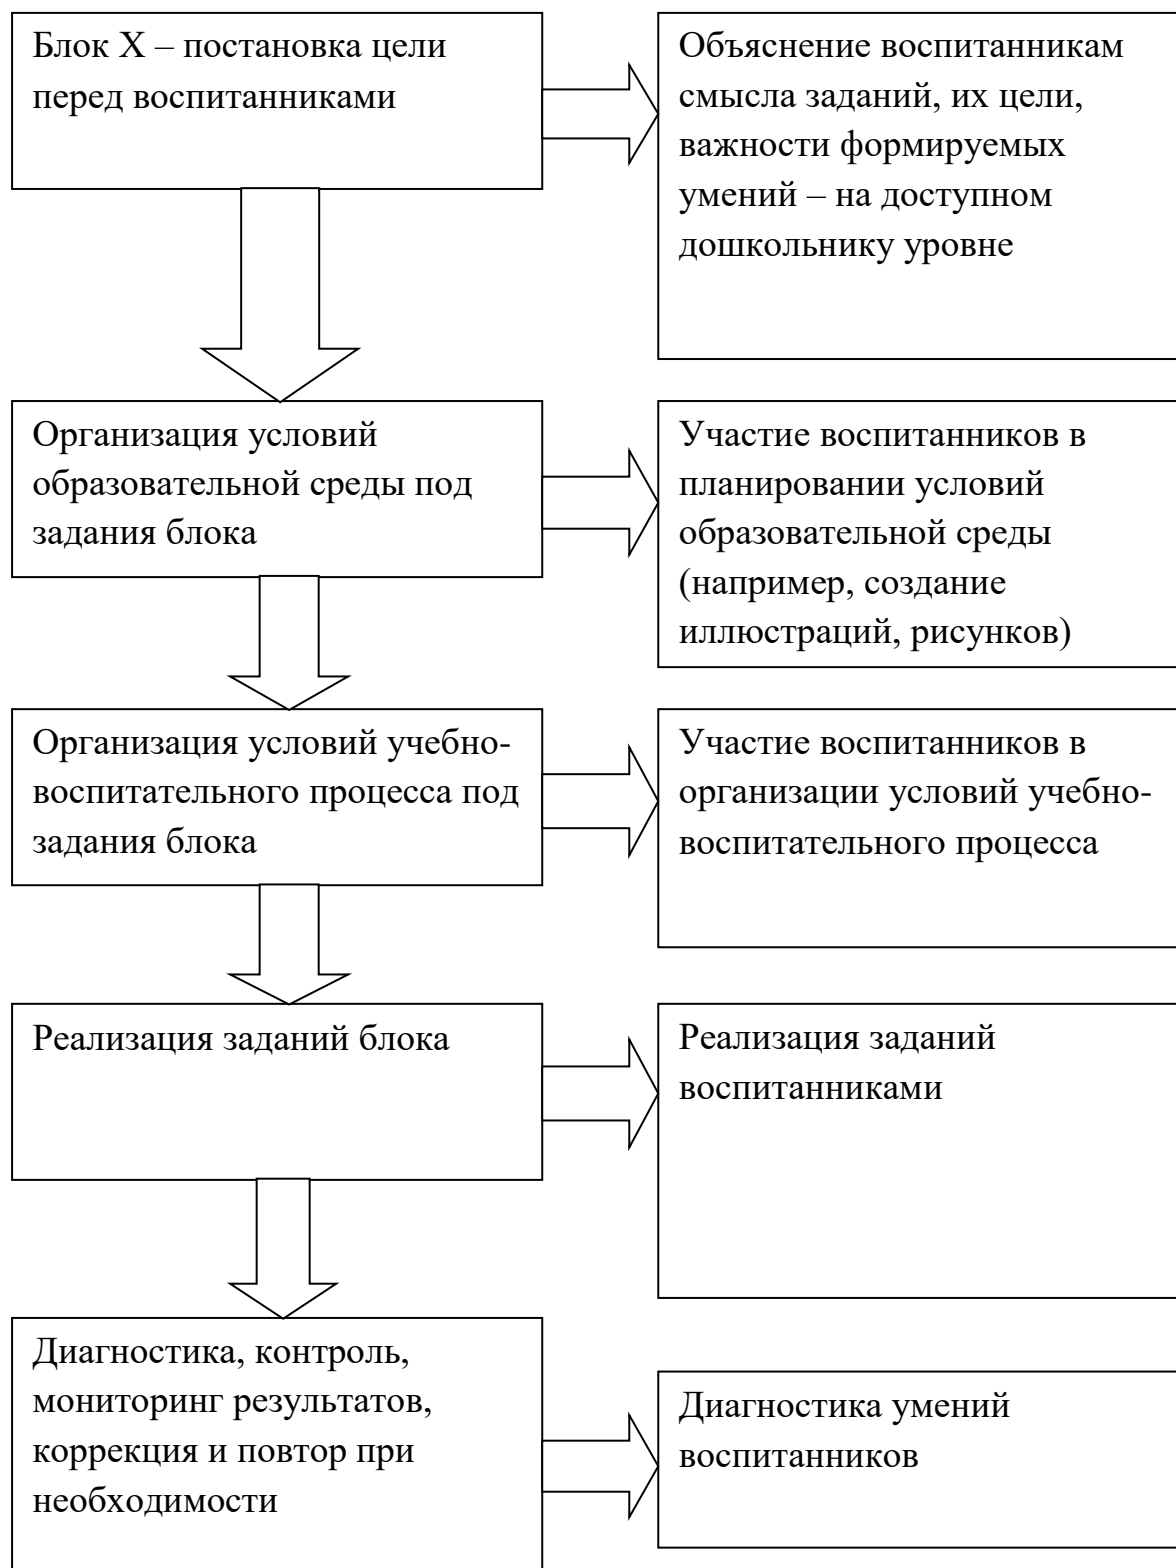 Блок X – постановка цели
перед воспитанниками
Объяснение воспитанникам
смысла заданий, их цели,
важности формируемых
умений – на доступном
дошкольнику уровне
Организация условий
образовательной среды под
задания блока
Участие воспитанников в
планировании условий
образовательной среды
(например, создание
иллюстраций, рисунков)
Организация условий учебно-
воспитательного процесса под
задания блока
Участие воспитанников в
организации условий учебно-
воспитательного процесса
Реализация заданий блока
Реализация заданий
воспитанниками
Диагностика, контроль,
мониторинг результатов,
коррекция и повтор при
необходимости
Диагностика умений
воспитанников